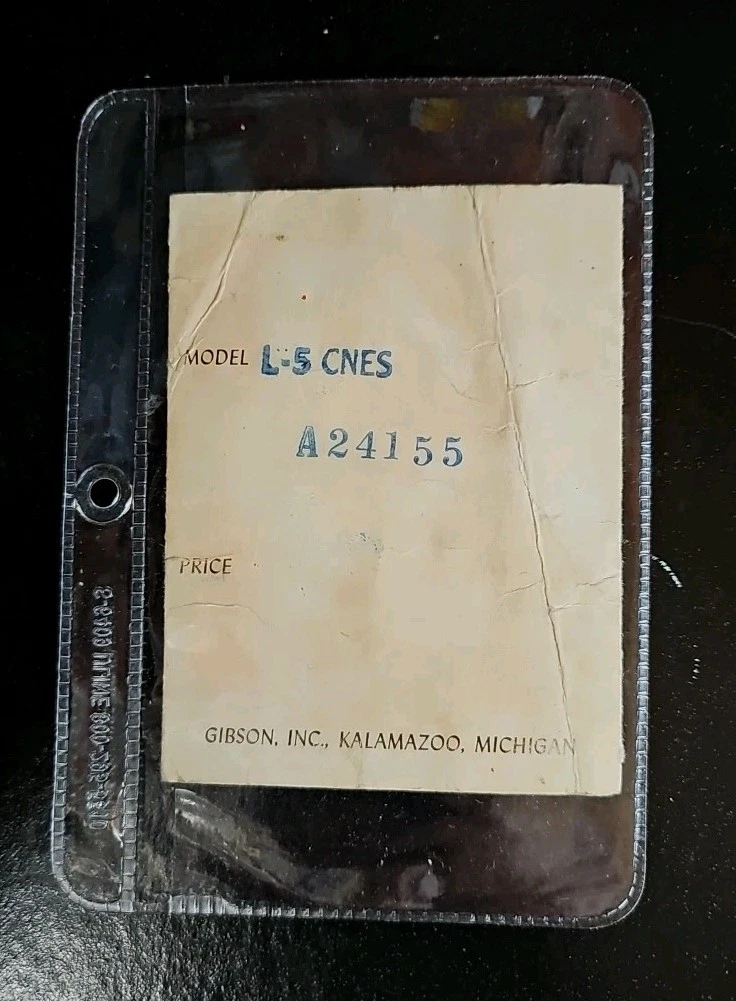 MODEL L-5 CNES
A24155
PRICE
GIBSON, INC., KALAMAZOO, MICHIGAN